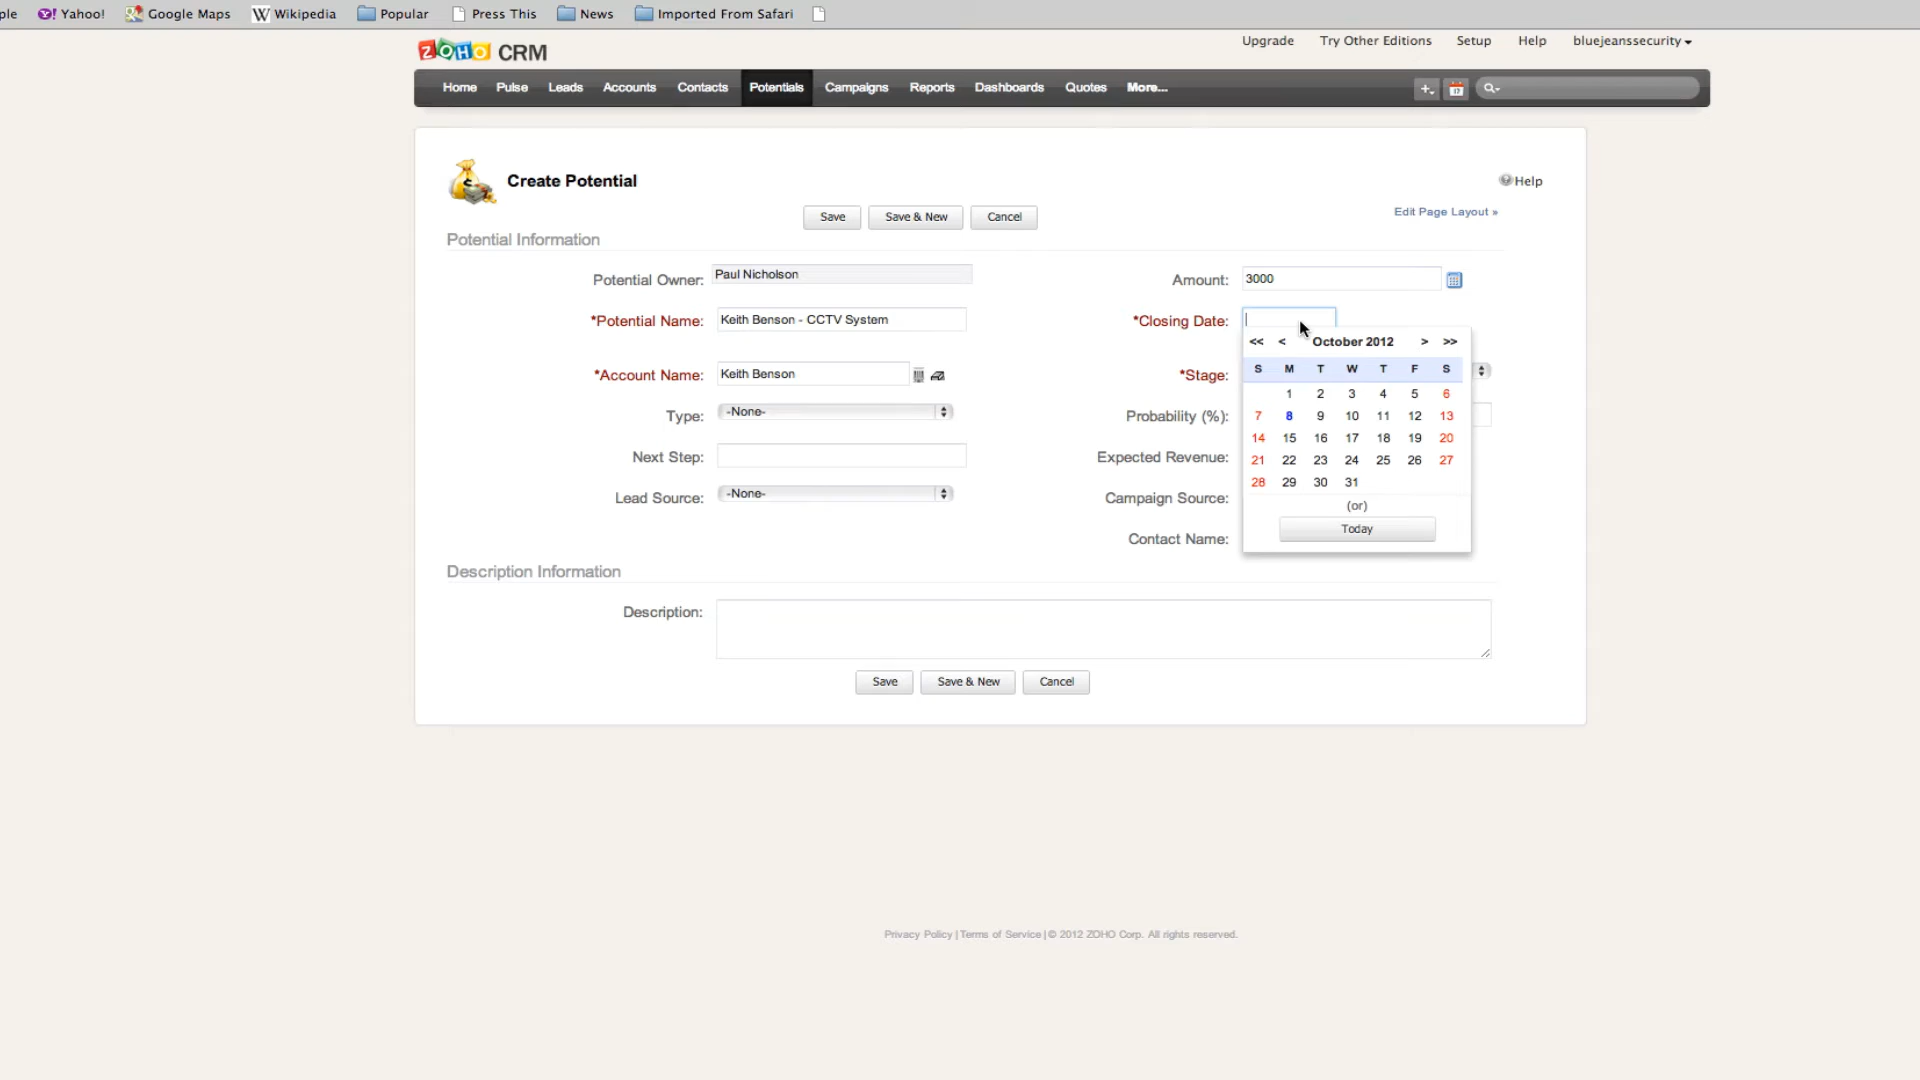 ple Yahoo! Google Maps Wikipedia Popular Press This News Imported From Safari
ZOHO CRM
Upgrade Try Other Editions Setup Help bluejeanssecurity
Home Pulse Leads Accounts Contacts Potentials Campaigns Reports Dashboards Quotes More...
Create Potential
Help
Save Save & New Cancel
Edit Page Layout »
Potential Information
Potential Owner: Paul Nicholson
Amount: 3000
*Potential Name: Keith Benson - CCTV System
*Closing Date:
<< < October 2012 > >>
S M T W T F S
1 2 3 4 5 6
7 8 9 10 11 12 13
14 15 16 17 18 19 20
21 22 23 24 25 26 27
28 29 30 31
(or)
Today
*Account Name: Keith Benson
*Stage:
Type: -None-
Probability (%):
Next Step:
Expected Revenue:
Lead Source: -None-
Campaign Source:
Contact Name:
Description Information
Description:
Save Save & New Cancel
Privacy Policy | Terms of Service | © 2012 ZOHO Corp. All rights reserved.